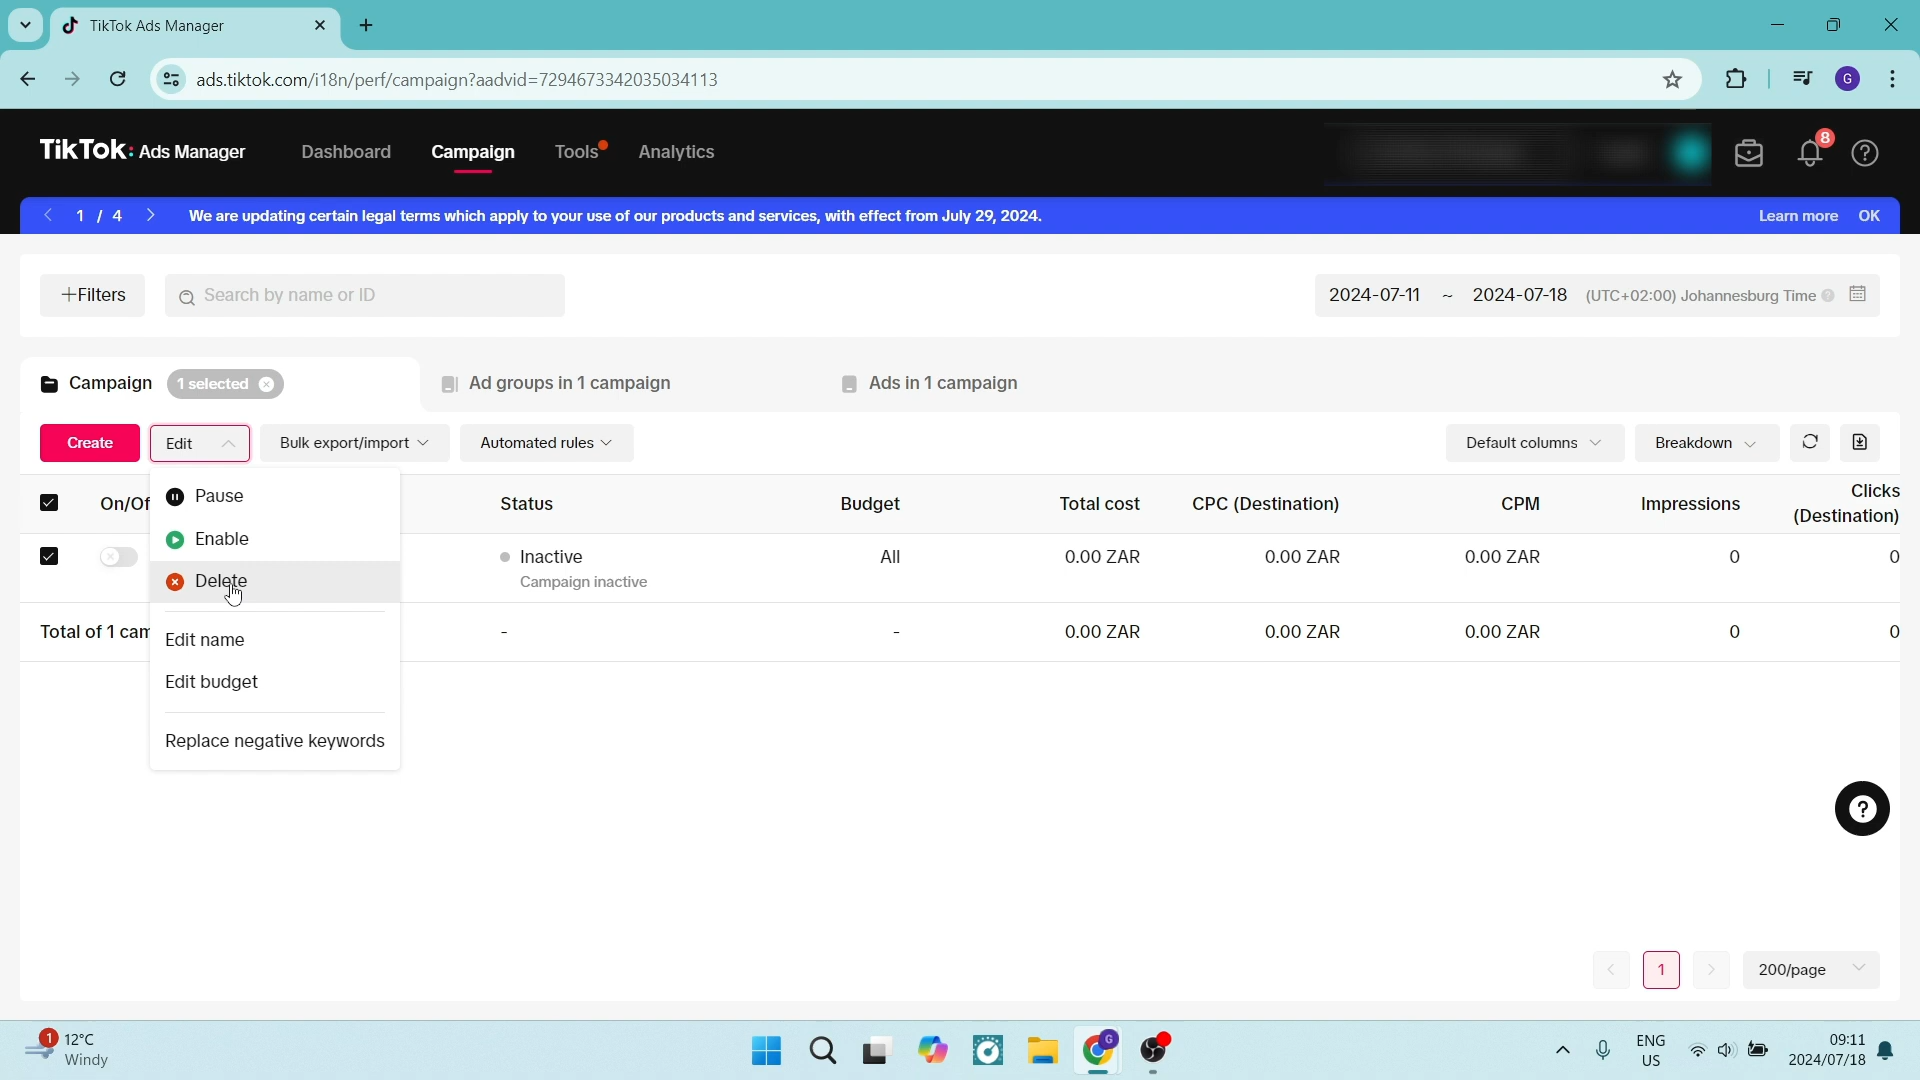 TikTok Ads Manager
ads.tiktok.com/i18n/perf/campaign?aadvid=7294673342035034113
G
TikTok: Ads Manager
Dashboard
Campaign
Tools
Analytics
8
1 / 4
We are updating certain legal terms which apply to your use of our products and services, with effect from July 29, 2024.
Learn more
OK
+Filters
Search by name or ID
2024-07-11 ~ 2024-07-18 (UTC+02:00) Johannesburg Time
Campaign
1 selected
Ad groups in 1 campaign
Ads in 1 campaign
Create
Edit
Bulk export/import
Automated rules
Default columns
Breakdown
On/Of
Status
Budget
Total cost
CPC (Destination)
CPM
Impressions
Clicks
(Destination)
Pause
Enable
Delete
Edit name
Edit budget
Replace negative keywords
Inactive
Campaign inactive
All
0.00 ZAR
0.00 ZAR
0.00 ZAR
0
0
Total of 1 cam
-
-
0.00 ZAR
0.00 ZAR
0.00 ZAR
0
0
1
200/page
1
12°C
Windy
G
ENG
US
09:11
2024/07/18